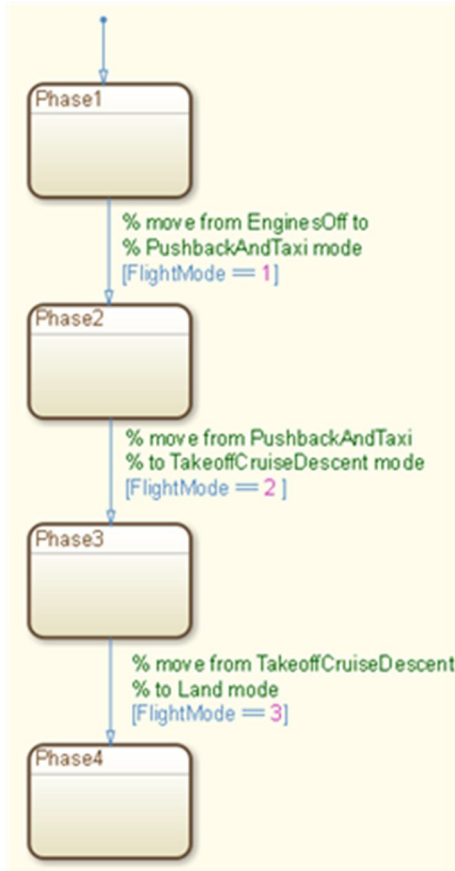 Phase1
% move from EnginesOff to
% PushbackAndTaxi mode
[FlightMode == 1]
Phase2
% move from PushbackAndTaxi
% to TakeoffCruiseDescent mode
[FlightMode == 2 ]
Phase3
% move from TakeoffCruiseDescent
% to Land mode
[FlightMode == 3]
Phase4